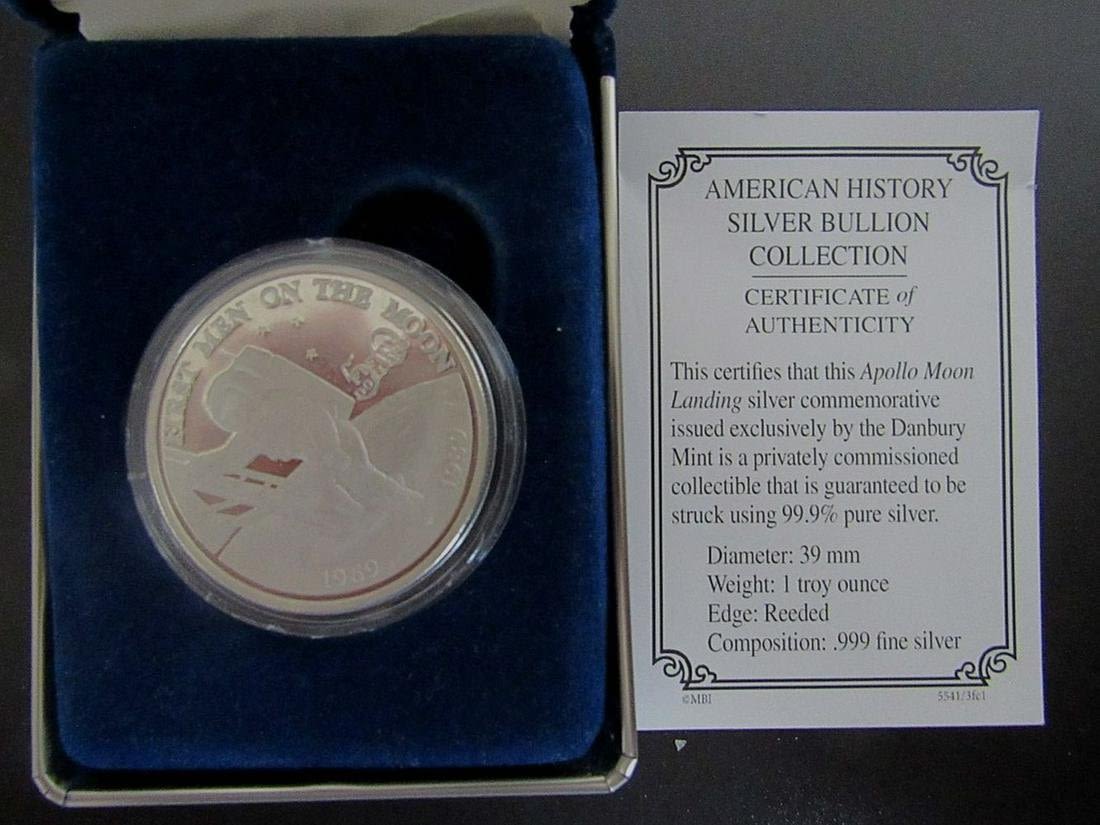 FIRST MEN ON THE MOON
1989
1989
AMERICAN HISTORY
SILVER BULLION
COLLECTION
CERTIFICATE of
AUTHENTICITY
This certifies that this Apollo Moon
Landing silver commemorative
issued exclusively by the Danbury
Mint is a privately commissioned
collectible that is guaranteed to be
struck using 99.9% pure silver.
Diameter: 39 mm
Weight: 1 troy ounce
Edge: Reeded
Composition: .999 fine silver
©MBI
5541/3fc1